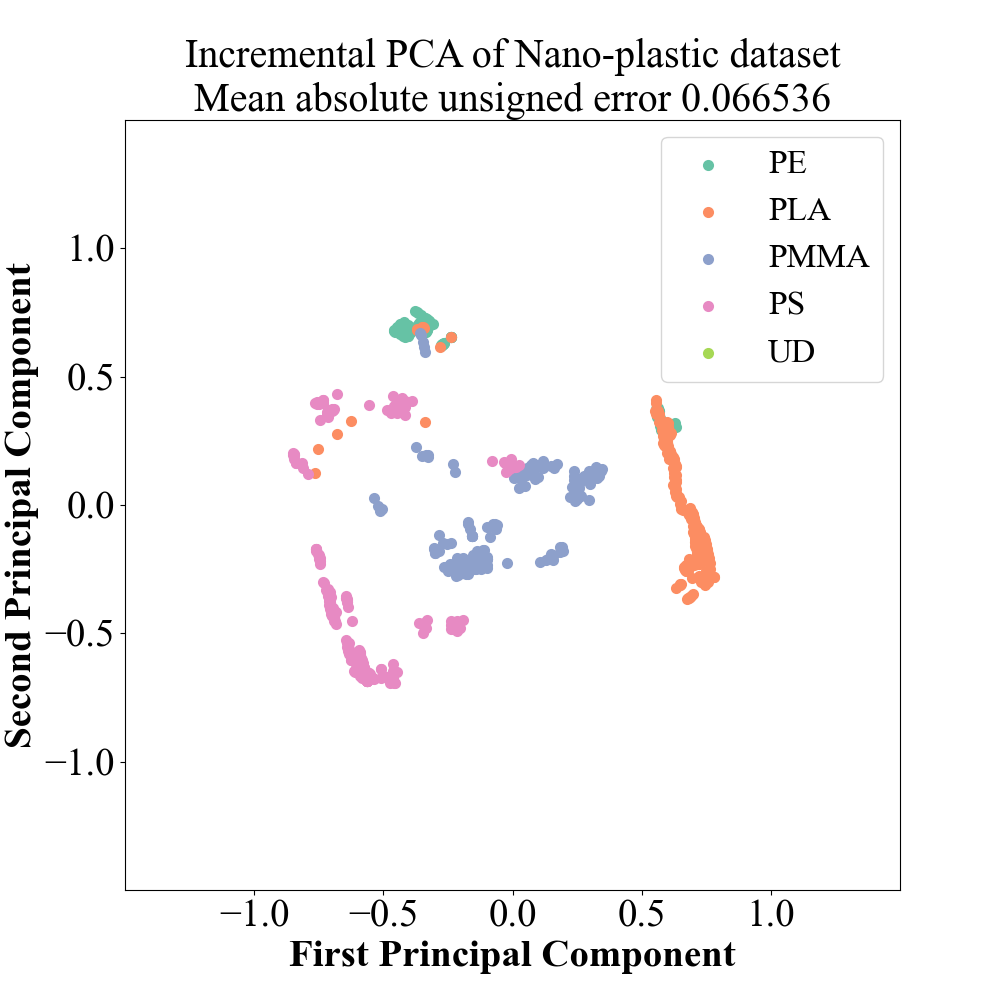 Incremental PCA of Nano-plastic dataset
Mean absolute unsigned error 0.066536
PE
PLA
PMMA
PS
UD
Second Principal Component
1.0
0.5
0.0
−0.5
−1.0
−1.0 −0.5 0.0 0.5 1.0
First Principal Component